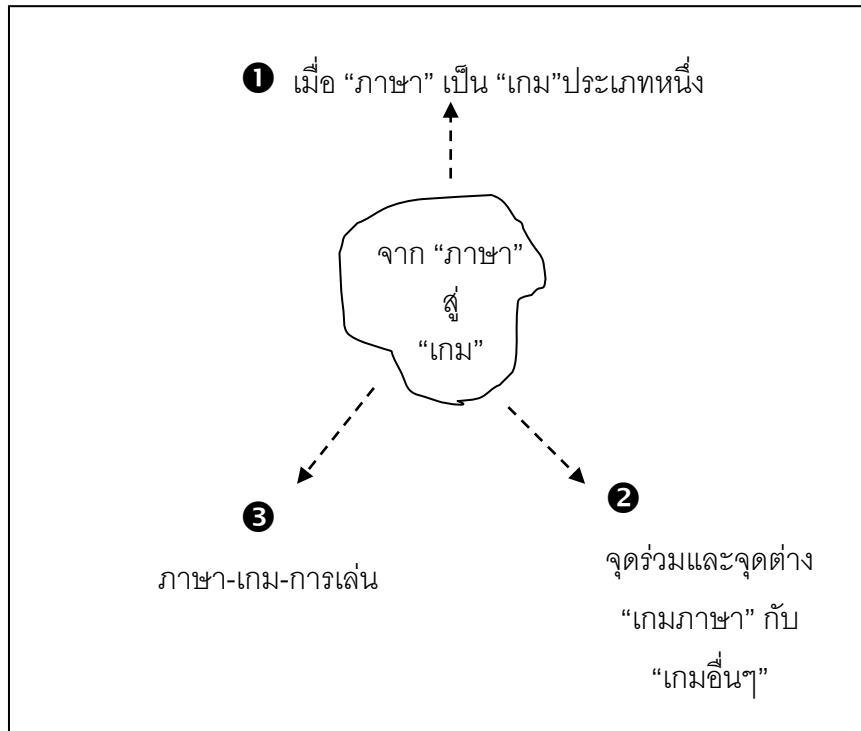 ❶ เมื่อ “ภาษา” เป็น “เกม”ประเภทหนึ่ง
จาก “ภาษา”
สู่
“เกม”
❷
จุดร่วมและจุดต่าง
“เกมภาษา” กับ
“เกมอื่นๆ”
❸
ภาษา-เกม-การเล่น